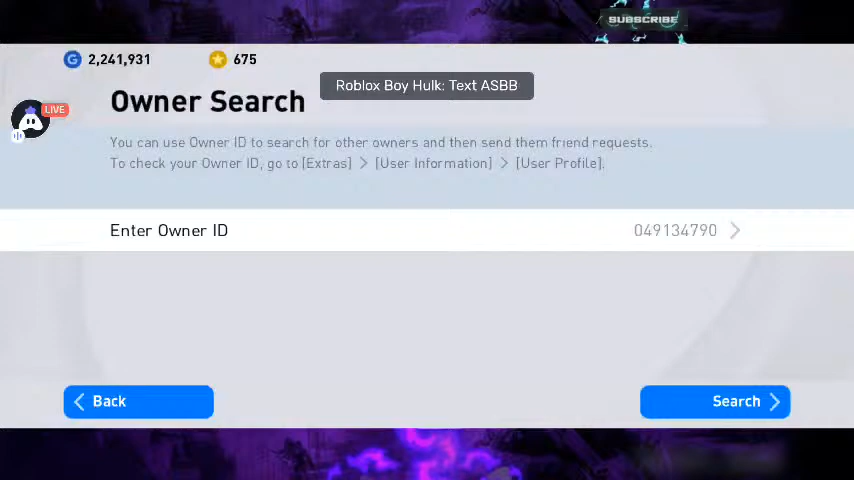 SUBSCRIBE
2,241,931 675
Roblox Boy Hulk: Text ASBB
Owner Search
LIVE
You can use Owner ID to search for other owners and then send them friend requests.
To check your Owner ID, go to [Extras] > [User Information] > [User Profile].
Enter Owner ID 049134790
Back Search